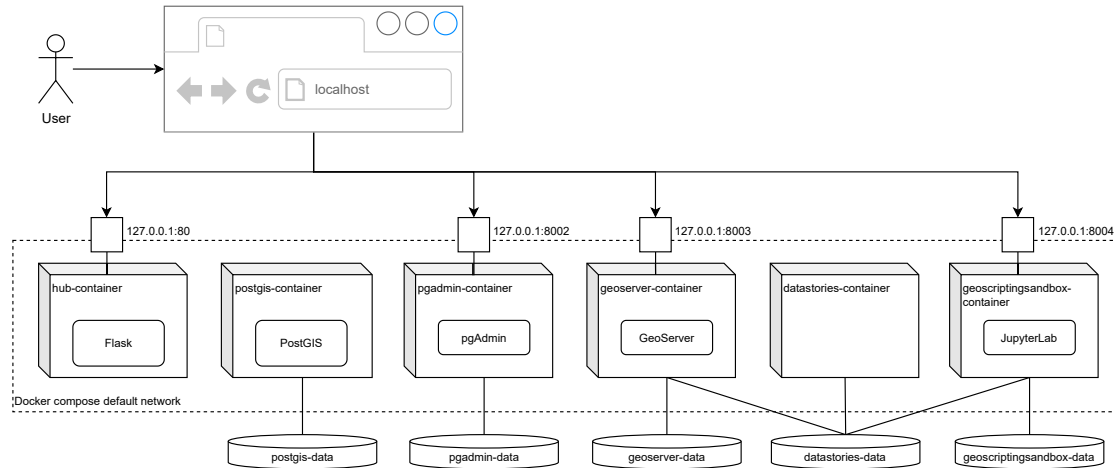 localhost
User
127.0.0.1:80
127.0.0.1:8002
127.0.0.1:8003
127.0.0.1:8004
hub-container
postgis-container
pgadmin-container
geoserver-container
datastories-container
geoscriptingsandbox-
container
Flask
PostGIS
pgAdmin
GeoServer
JupyterLab
Docker compose default network
postgis-data
pgadmin-data
geoserver-data
datastories-data
geoscriptingsandbox-data